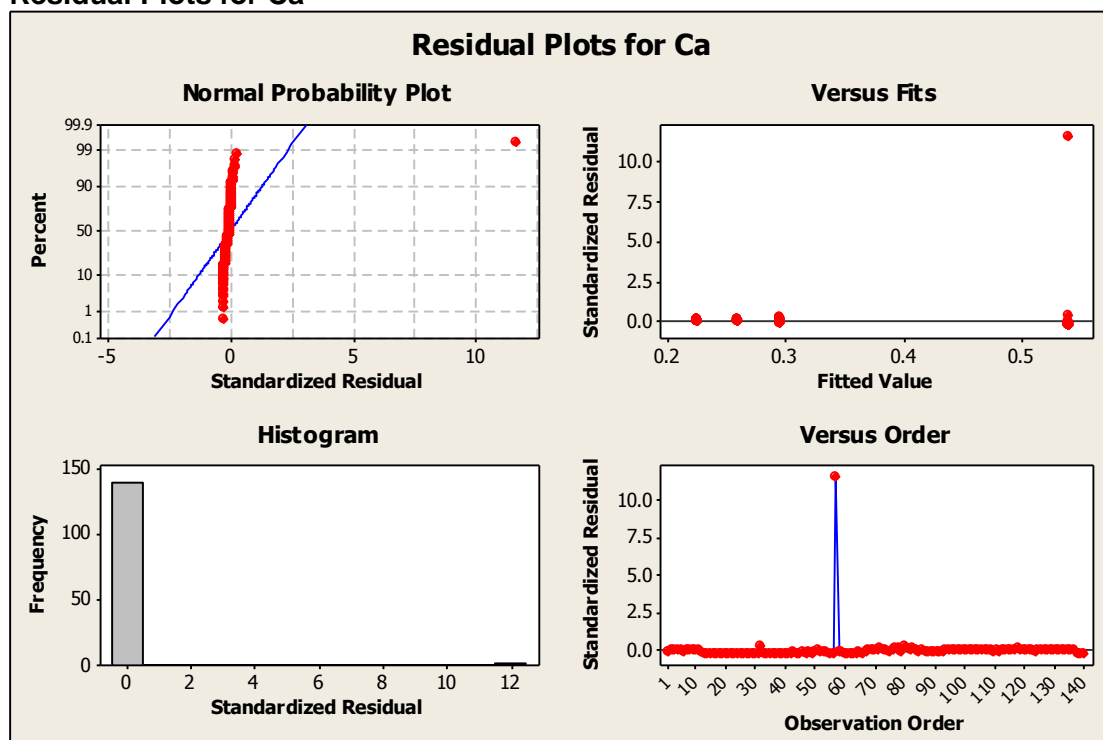 Residual Plots for Ca
Residual Plots for Ca
Normal Probability Plot
99.9
99
90
50
10
1
0.1
Percent
-5 0 5 10
Standardized Residual
Versus Fits
10.0
7.5
5.0
2.5
0.0
Standardized Residual
0.2 0.3 0.4 0.5
Fitted Value
Histogram
150
100
50
0
Frequency
0 2 4 6 8 10 12
Standardized Residual
Versus Order
10.0
7.5
5.0
2.5
0.0
Standardized Residual
1 10 20 30 40 50 60 70 80 90 100 110 120 130 140
Observation Order